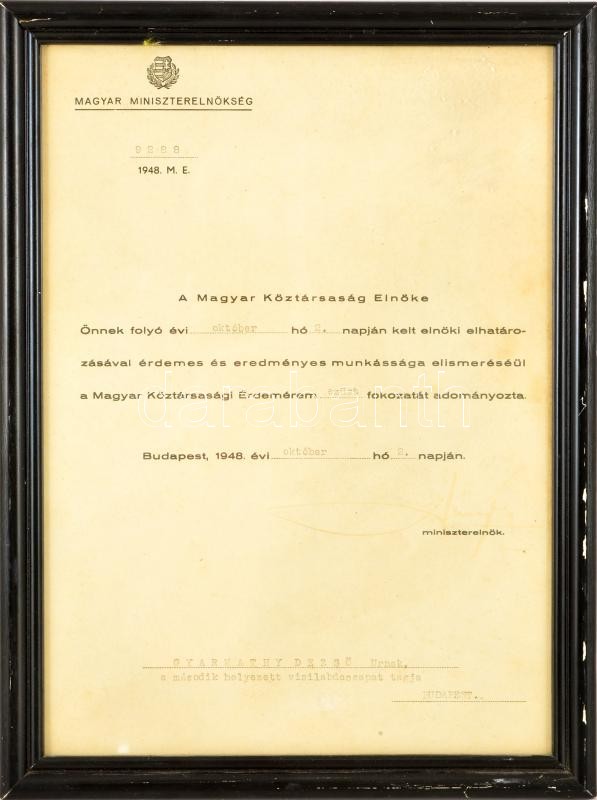 MAGYAR MINISZTERELNÖKSÉG
9288
1948. M. E.
A Magyar Köztársaság Elnöke
Önnek folyó évi október hó 2. napján kelt elnöki elhatáro-
zásával érdemes és eredményes munkássága elismeréséül
a Magyar Köztársasági Érdemérem ezüst fokozatát adományozta.
darabanth
Budapest, 1948. évi október hó 2. napján.
miniszterelnök.
GYARMATHY DEZSŐ Urnak,
a második helyezett vizilabdacsapat tagja
BUDAPEST.